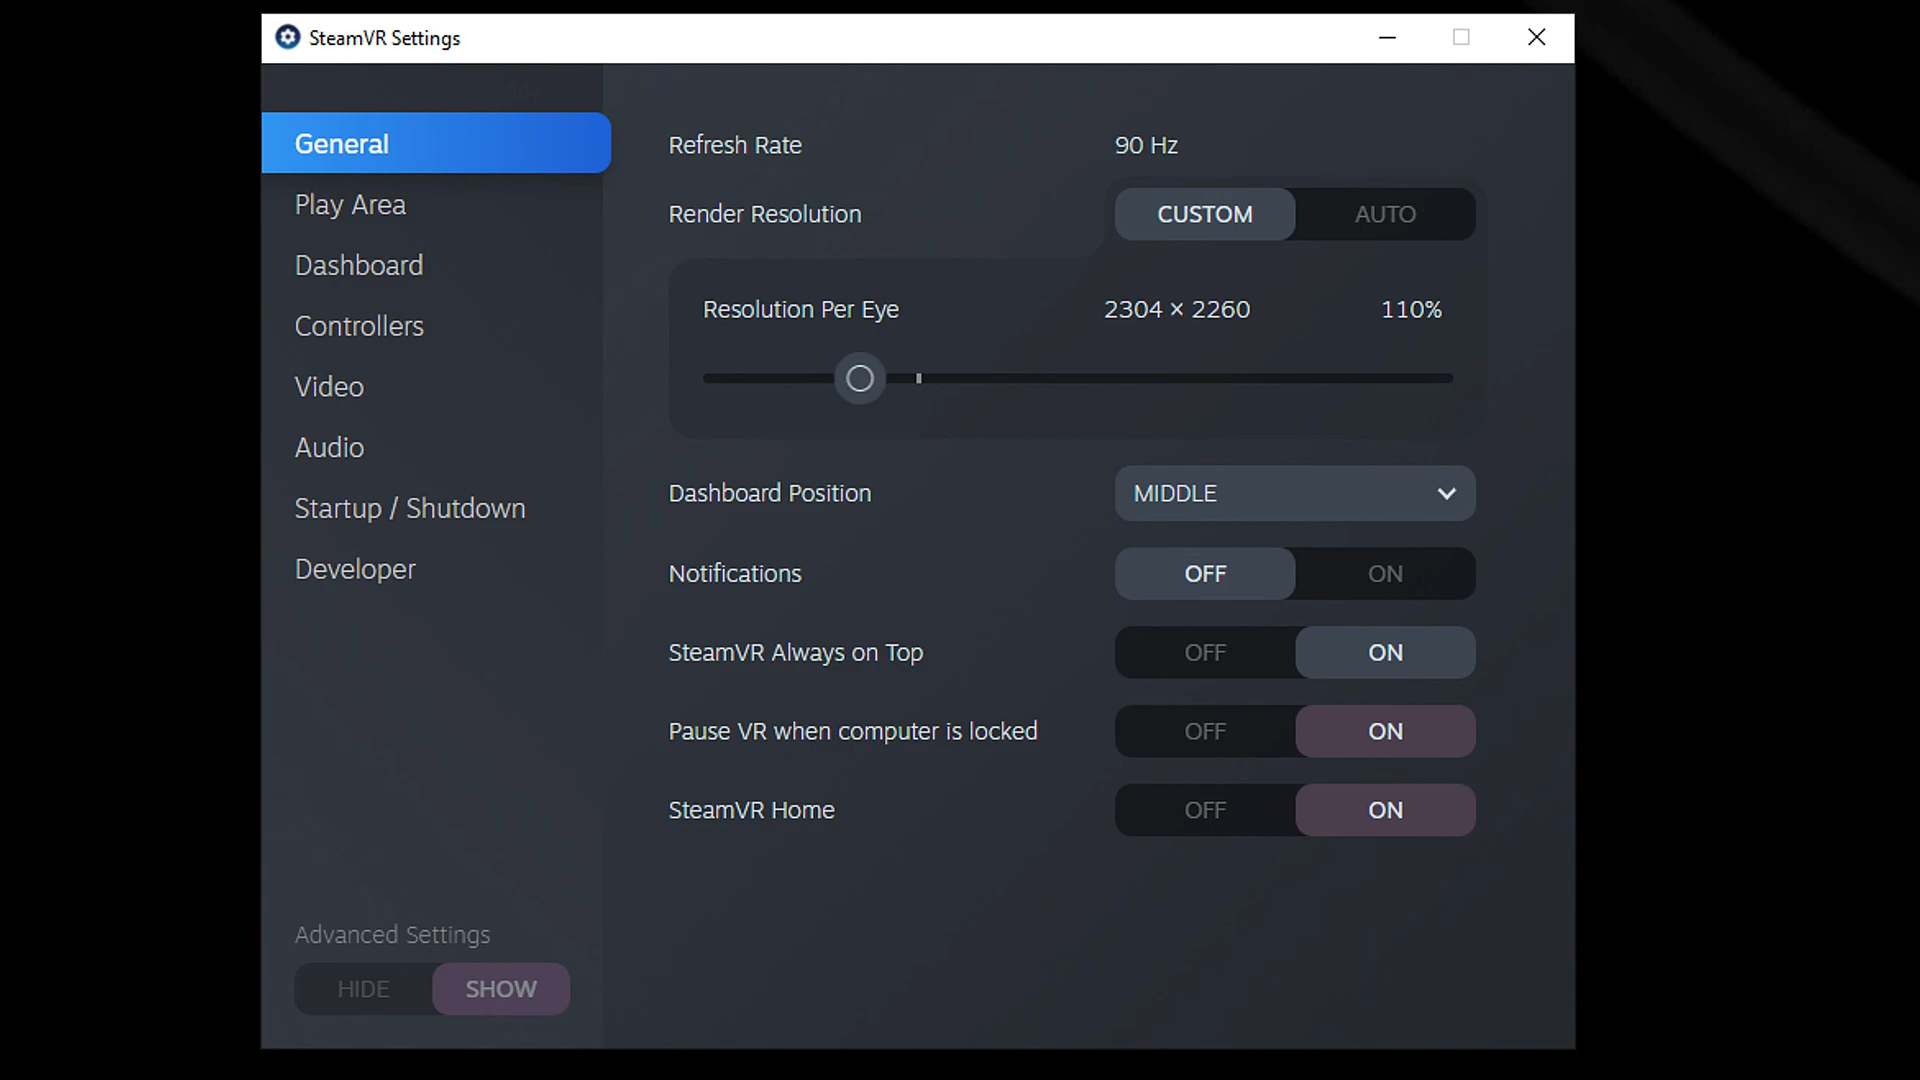 SteamVR Settings
General
Play Area
Dashboard
Controllers
Video
Audio
Startup / Shutdown
Developer
Advanced Settings
HIDE SHOW
Refresh Rate 90 Hz
Render Resolution CUSTOM AUTO
Resolution Per Eye 2304 × 2260 110%
Dashboard Position MIDDLE
Notifications OFF ON
SteamVR Always on Top OFF ON
Pause VR when computer is locked OFF ON
SteamVR Home OFF ON